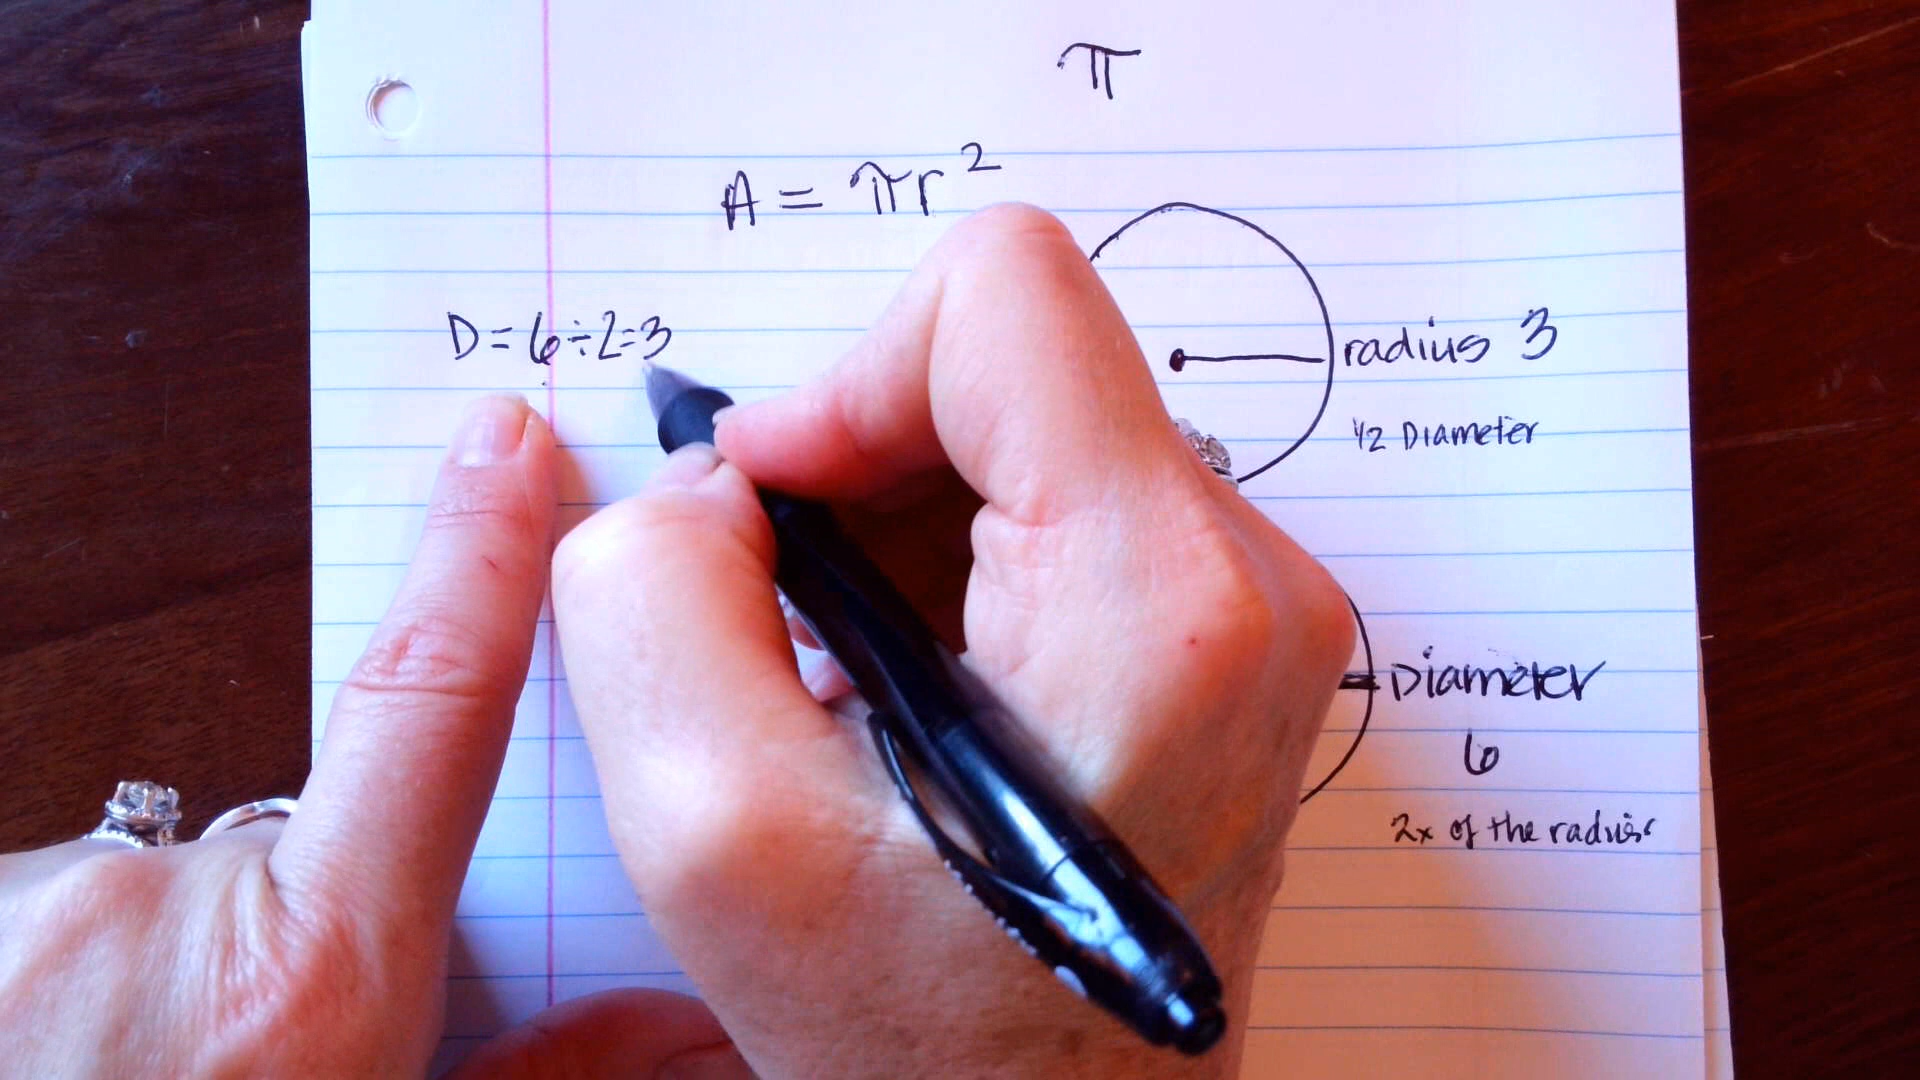 π
A = πr²
D = 6÷2=3
radius 3
1/2 Diameter
Diameter
6
2x of the radius